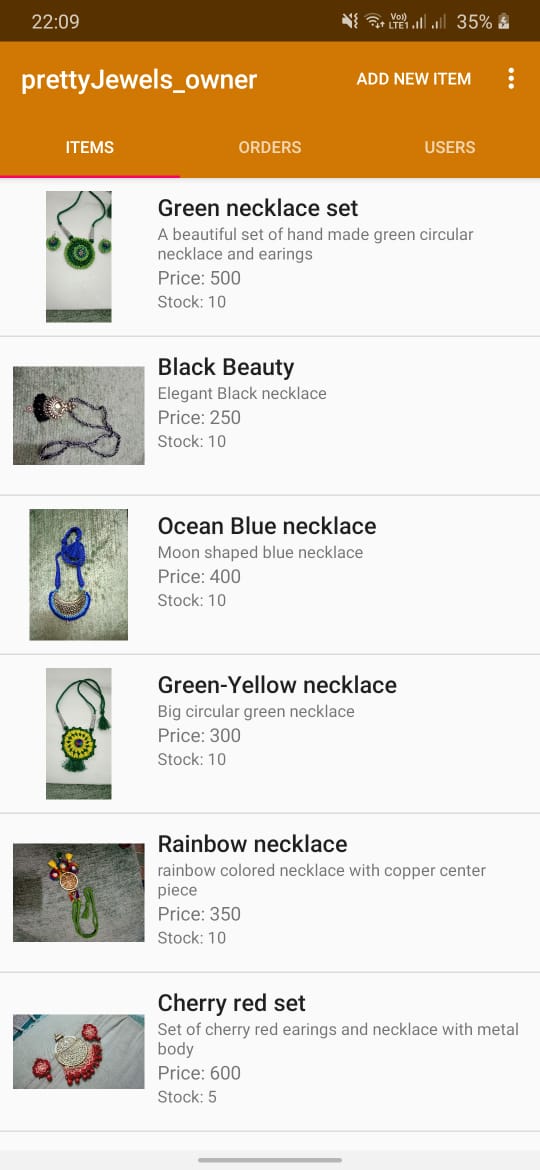 22:09
Vo))
LTE1
35%
prettyJewels_owner
ADD NEW ITEM
ITEMS
ORDERS
USERS
Green necklace set
A beautiful set of hand made green circular
necklace and earings
Price: 500
Stock: 10
Black Beauty
Elegant Black necklace
Price: 250
Stock: 10
Ocean Blue necklace
Moon shaped blue necklace
Price: 400
Stock: 10
Green-Yellow necklace
Big circular green necklace
Price: 300
Stock: 10
Rainbow necklace
rainbow colored necklace with copper center
piece
Price: 350
Stock: 10
Cherry red set
Set of cherry red earings and necklace with metal
body
Price: 600
Stock: 5